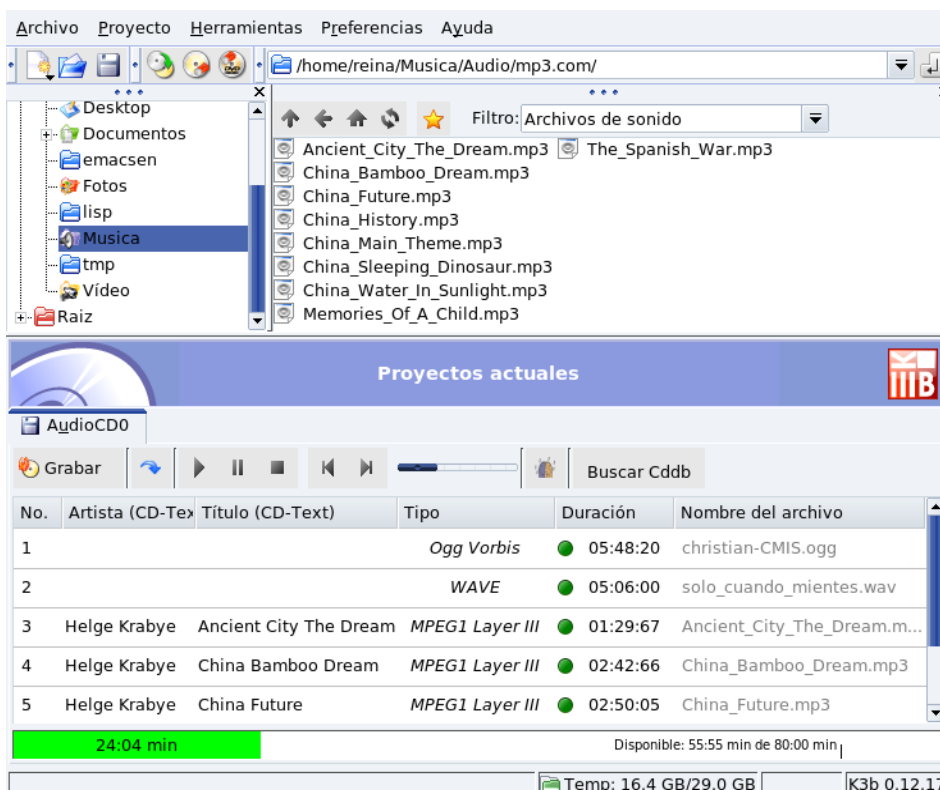 Archivo Proyecto Herramientas Preferencias Ayuda
/home/reina/Musica/Audio/mp3.com/
Desktop
Documentos
emacsen
Fotos
lisp
Musica
tmp
Vídeo
Raiz
Filtro: Archivos de sonido
Ancient_City_The_Dream.mp3 The_Spanish_War.mp3
China_Bamboo_Dream.mp3
China_Future.mp3
China_History.mp3
China_Main_Theme.mp3
China_Sleeping_Dinosaur.mp3
China_Water_In_Sunlight.mp3
Memories_Of_A_Child.mp3
Proyectos actuales
K
B
AudioCD0
Grabar Buscar Cddb
No. Artista (CD-Tex Título (CD-Text) Tipo Duración Nombre del archivo
1 Ogg Vorbis 05:48:20 christian-CMIS.ogg
2 WAVE 05:06:00 solo_cuando_mientes.wav
3 Helge Krabye Ancient City The Dream MPEG1 Layer III 01:29:67 Ancient_City_The_Dream.m...
4 Helge Krabye China Bamboo Dream MPEG1 Layer III 02:42:66 China_Bamboo_Dream.mp3
5 Helge Krabye China Future MPEG1 Layer III 02:50:05 China_Future.mp3
24:04 min Disponible: 55:55 min de 80:00 min
Temp: 16.4 GB/29.0 GB K3b 0.12.17